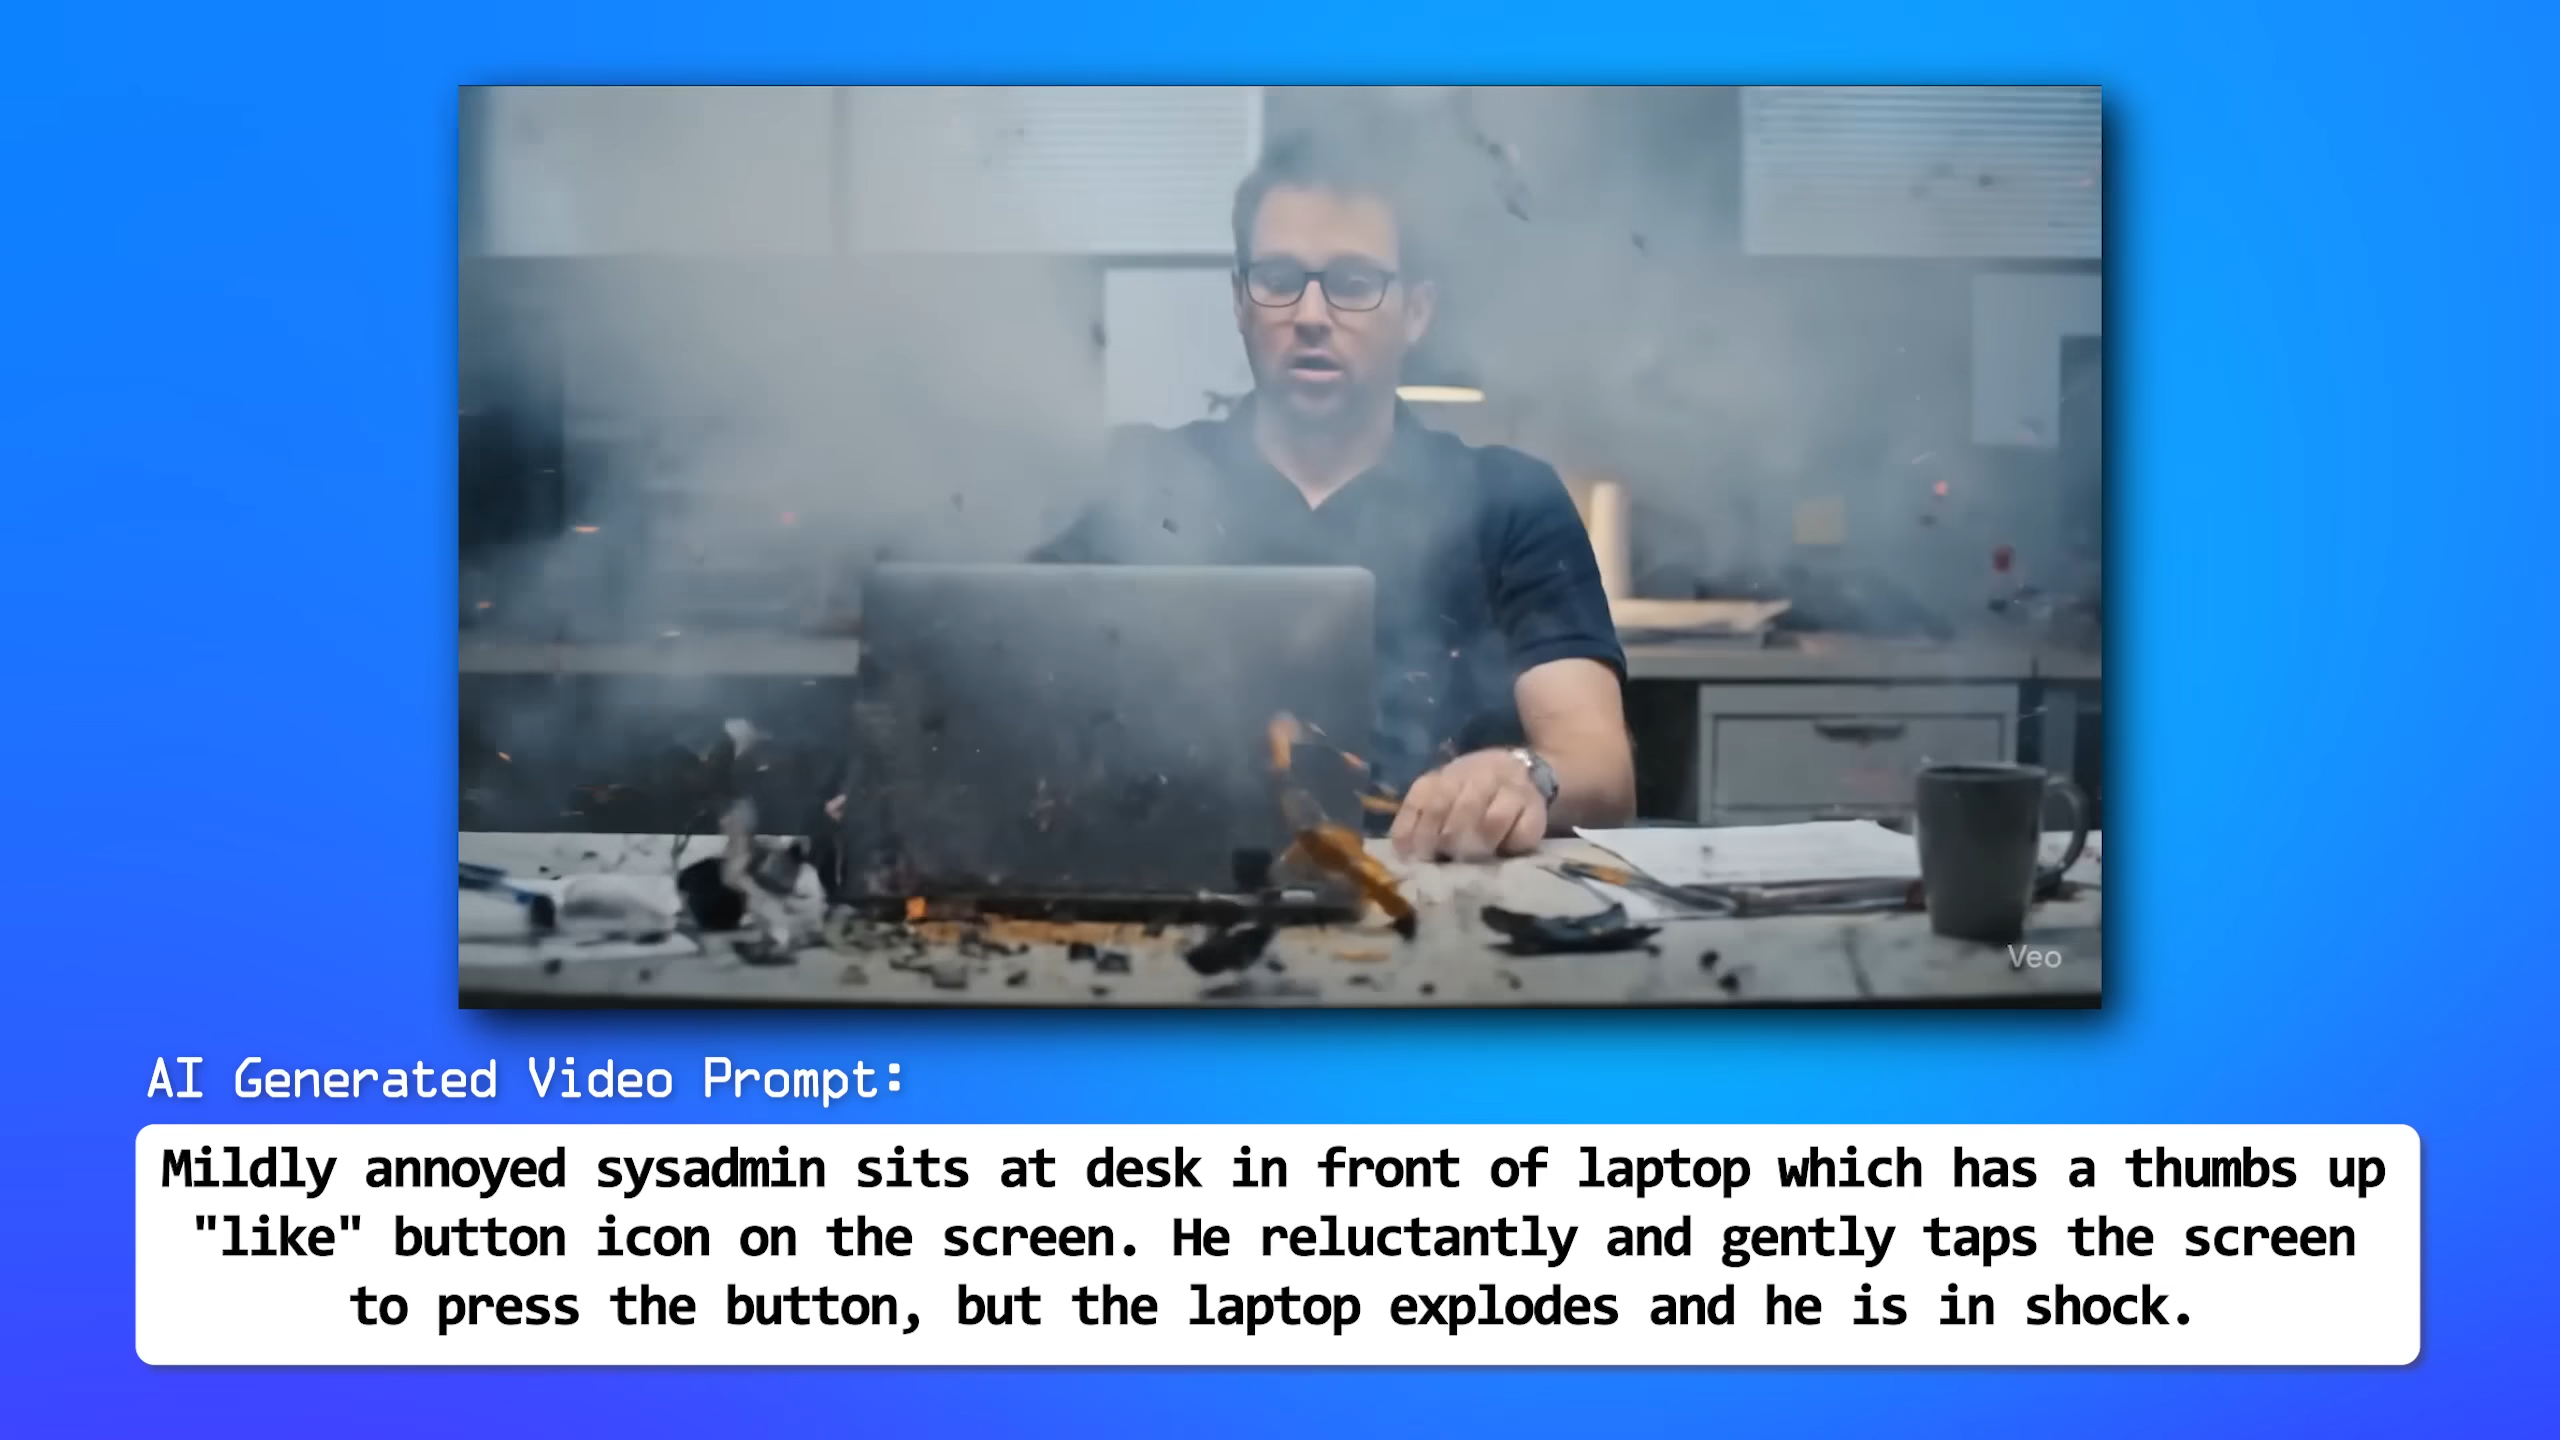 Veo
AI Generated Video Prompt:
Mildly annoyed sysadmin sits at desk in front of laptop which has a thumbs up
"like" button icon on the screen. He reluctantly and gently taps the screen
to press the button, but the laptop explodes and he is in shock.